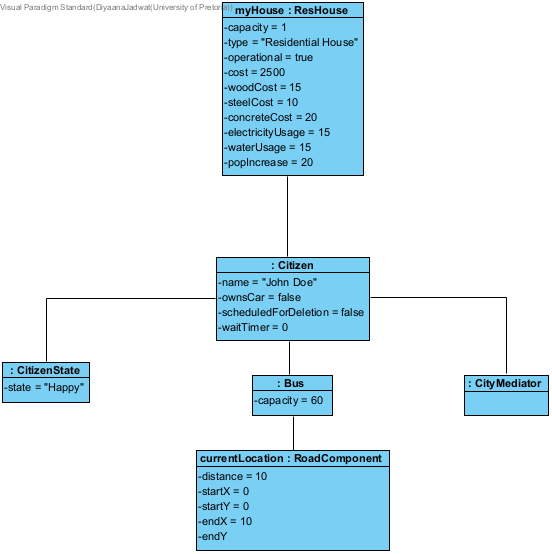 Visual Paradigm Standard(DiyaanaJadwat(University of Pretoria))
myHouse : ResHouse
-capacity = 1
-type = "Residential House"
-operational = true
-cost = 2500
-woodCost = 15
-steelCost = 10
-concreteCost = 20
-electricityUsage = 15
-waterUsage = 15
-popIncrease = 20
: Citizen
-name = "John Doe"
-ownsCar = false
-scheduledForDeletion = false
-waitTimer = 0
: CitizenState
-state = "Happy"
: Bus
-capacity = 60
: CityMediator
currentLocation : RoadComponent
-distance = 10
-startX = 0
-startY = 0
-endX = 10
-endY